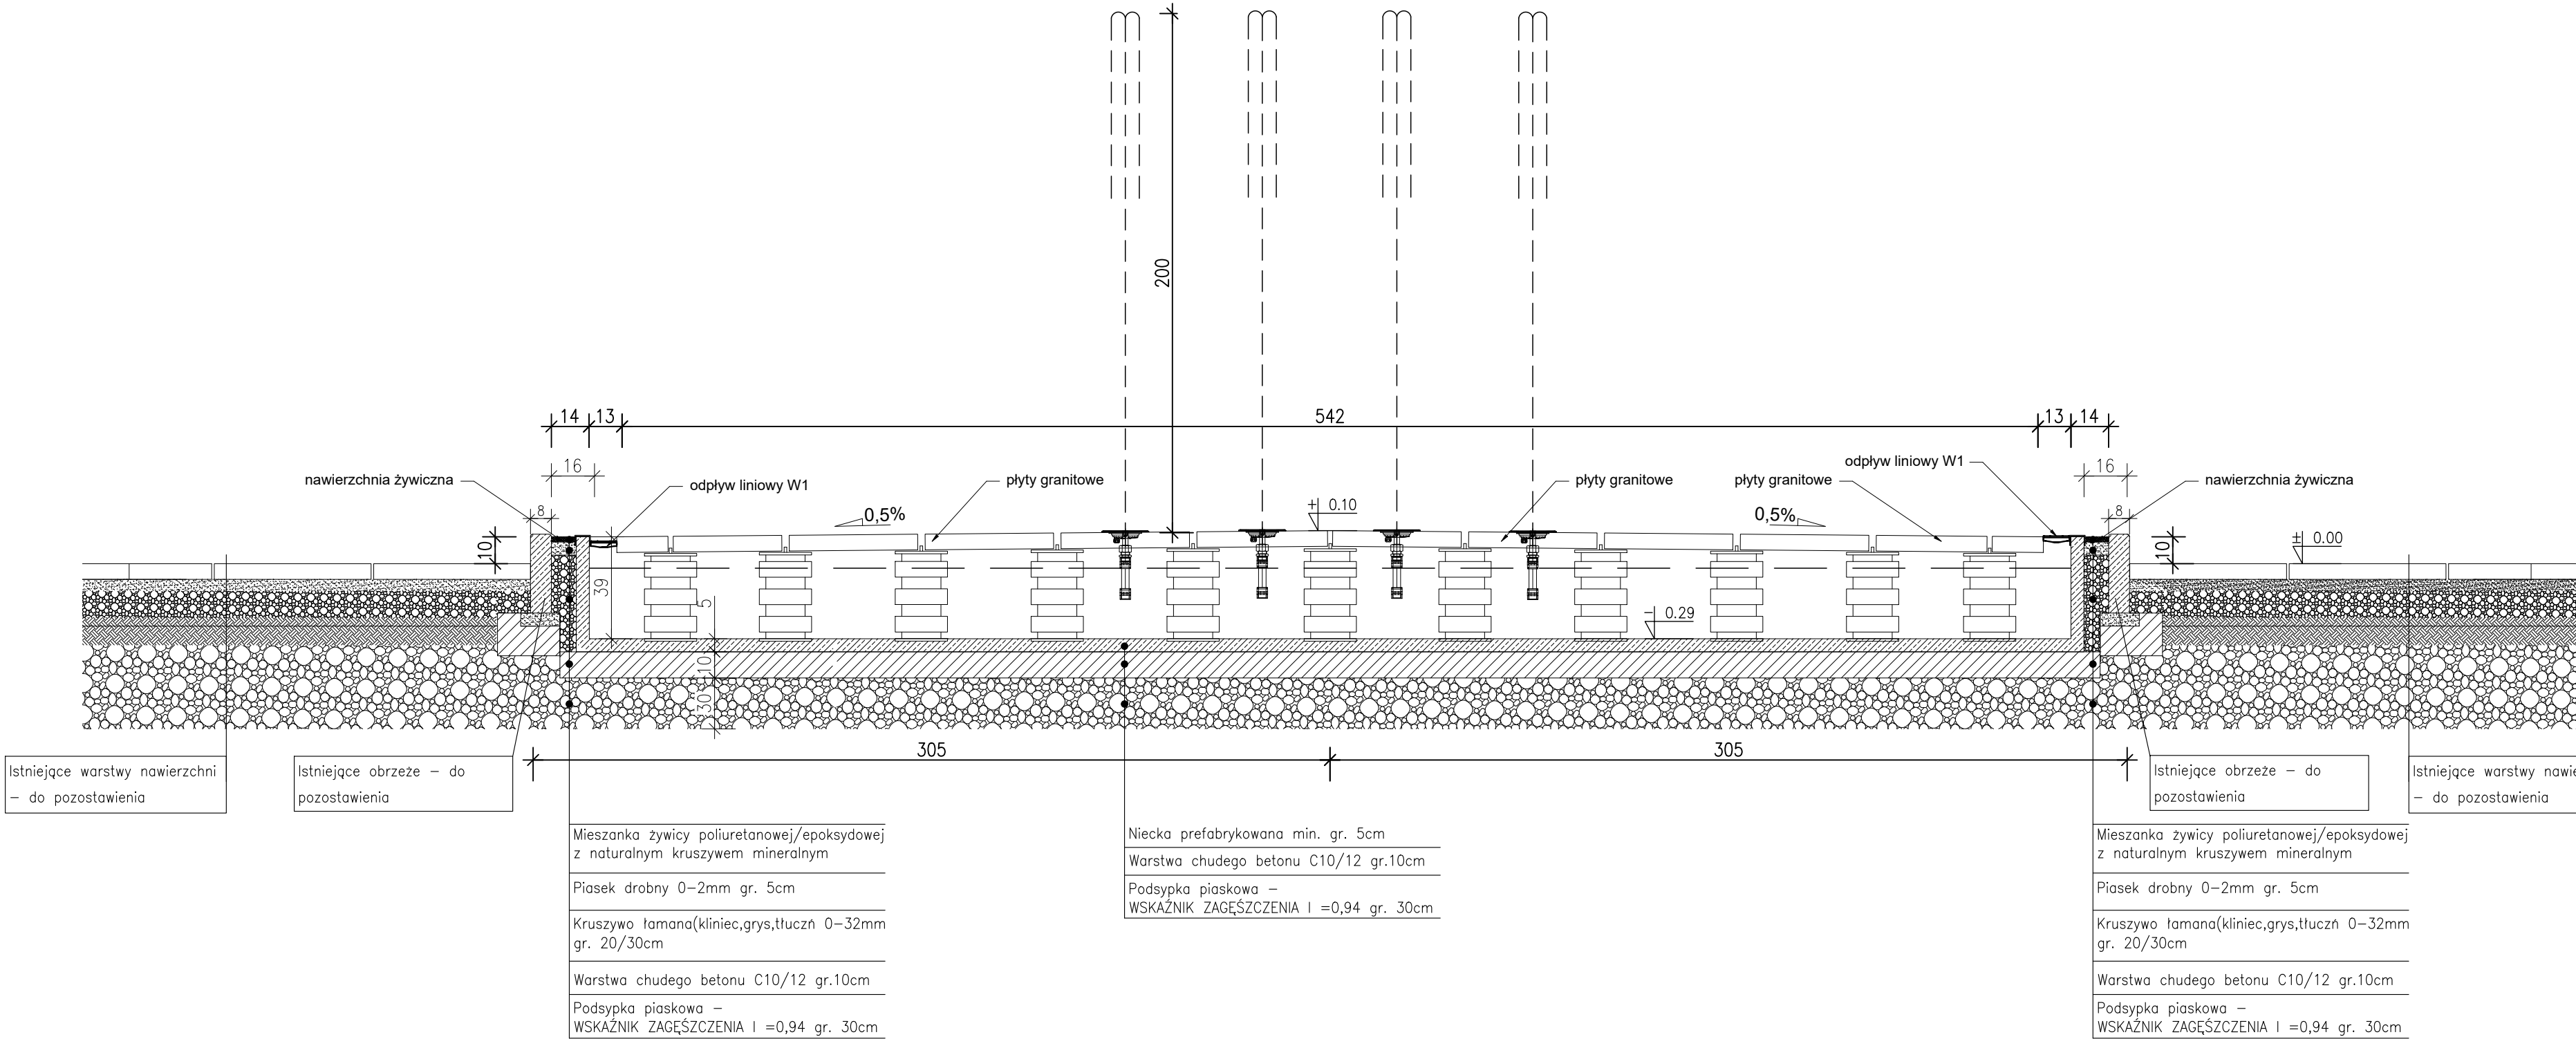 200
14
13
542
13
14
16
16
nawierzchnia żywiczna
odpływ liniowy W1
płyty granitowe
płyty granitowe
płyty granitowe
odpływ liniowy W1
nawierzchnia żywiczna
8
0,5%
± 0.10
0,5%
8
± 0.00
10
10
39
5
- 0.29
10
30
305
305
Istniejące warstwy nawierzchni
– do pozostawienia
Istniejące obrzeże – do
pozostawienia
Istniejące obrzeże – do
pozostawienia
Istniejące warstwy nawie
– do pozostawienia
Mieszanka żywicy poliuretanowej/epoksydowej
z naturalnym kruszywem mineralnym
Piasek drobny 0–2mm gr. 5cm
Kruszywo łamana(kliniec,grys,tłuczń 0–32mm
gr. 20/30cm
Warstwa chudego betonu C10/12 gr.10cm
Podsypka piaskowa –
WSKAŹNIK ZAGĘSZCZENIA I =0,94 gr. 30cm
Niecka prefabrykowana min. gr. 5cm
Warstwa chudego betonu C10/12 gr.10cm
Podsypka piaskowa –
WSKAŹNIK ZAGĘSZCZENIA I =0,94 gr. 30cm
Mieszanka żywicy poliuretanowej/epoksydowej
z naturalnym kruszywem mineralnym
Piasek drobny 0–2mm gr. 5cm
Kruszywo łamana(kliniec,grys,tłuczń 0–32mm
gr. 20/30cm
Warstwa chudego betonu C10/12 gr.10cm
Podsypka piaskowa –
WSKAŹNIK ZAGĘSZCZENIA I =0,94 gr. 30cm